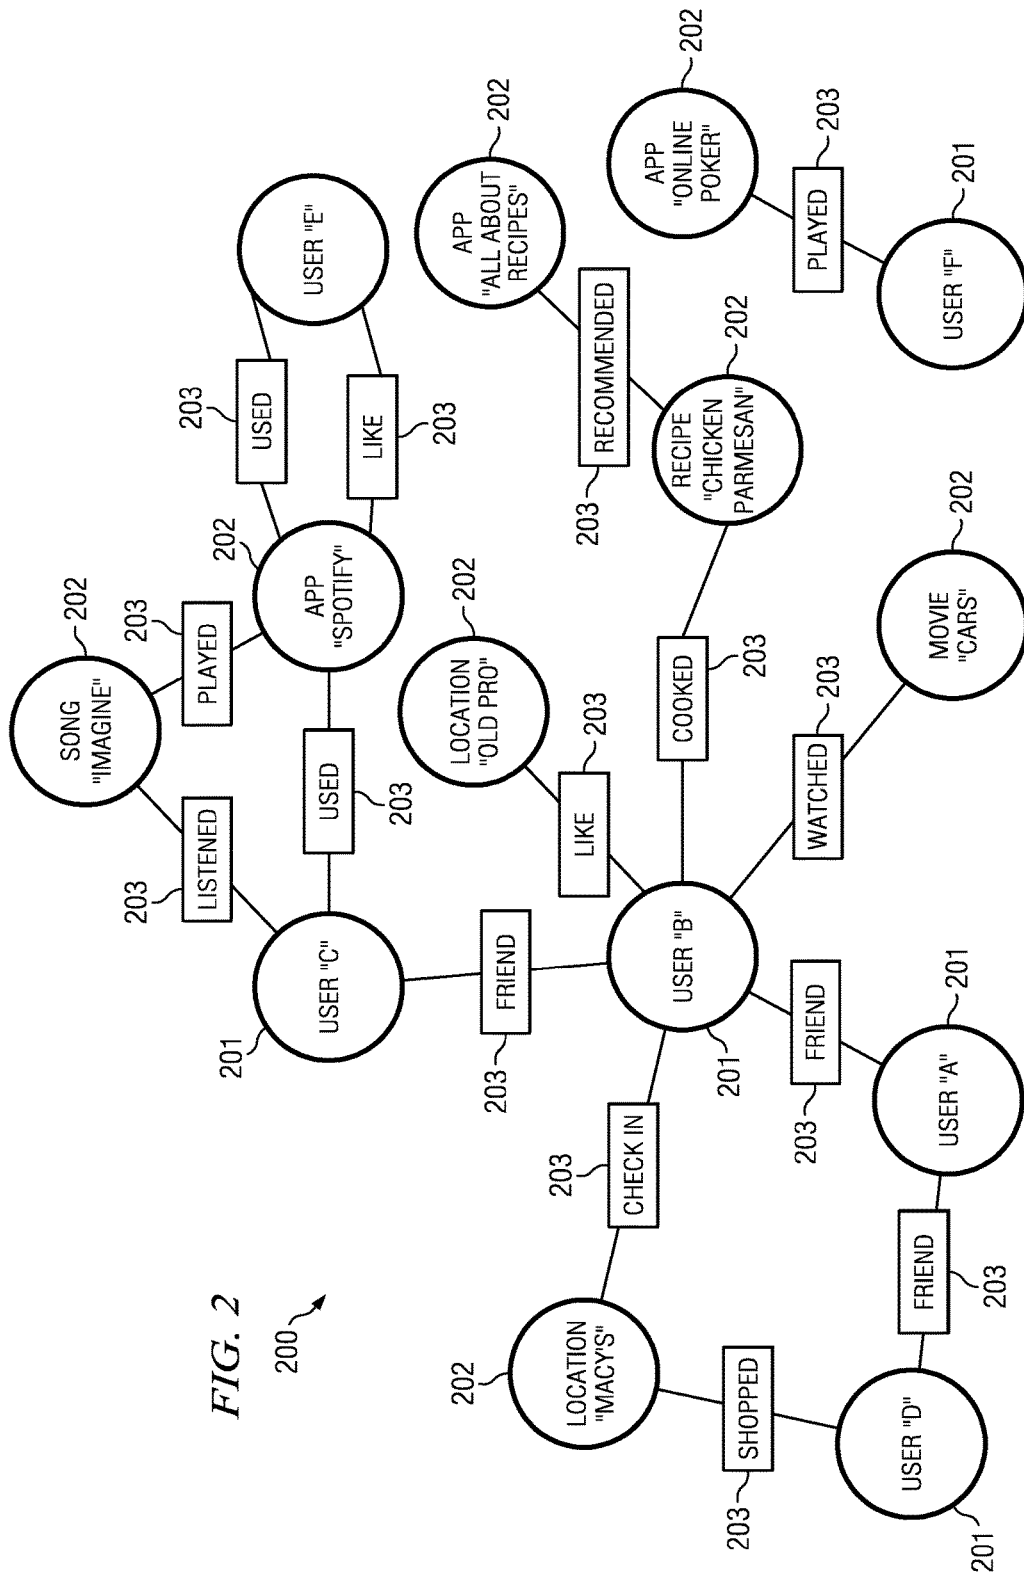 FIG. 2
200
202
SONG
"IMAGINE"
203
LISTENED
203
PLAYED
203
USED
201
USER "C"
USED
203
202
APP
"SPOTIFY"
USER "E"
LIKE
203
FRIEND
203
202
LOCATION
"OLD PRO"
LIKE
203
202
APP
"ALL ABOUT
RECIPES"
202
LOCATION
"MACY'S"
203
CHECK IN
RECOMMENDED
203
202
APP
"ONLINE
POKER"
USER "B"
201
COOKED
203
202
RECIPE
"CHICKEN
PARMESAN"
SHOPPED
203
FRIEND
203
WATCHED
203
PLAYED
203
USER "D"
201
FRIEND
203
USER "A"
201
MOVIE
"CARS"
202
USER "F"
201